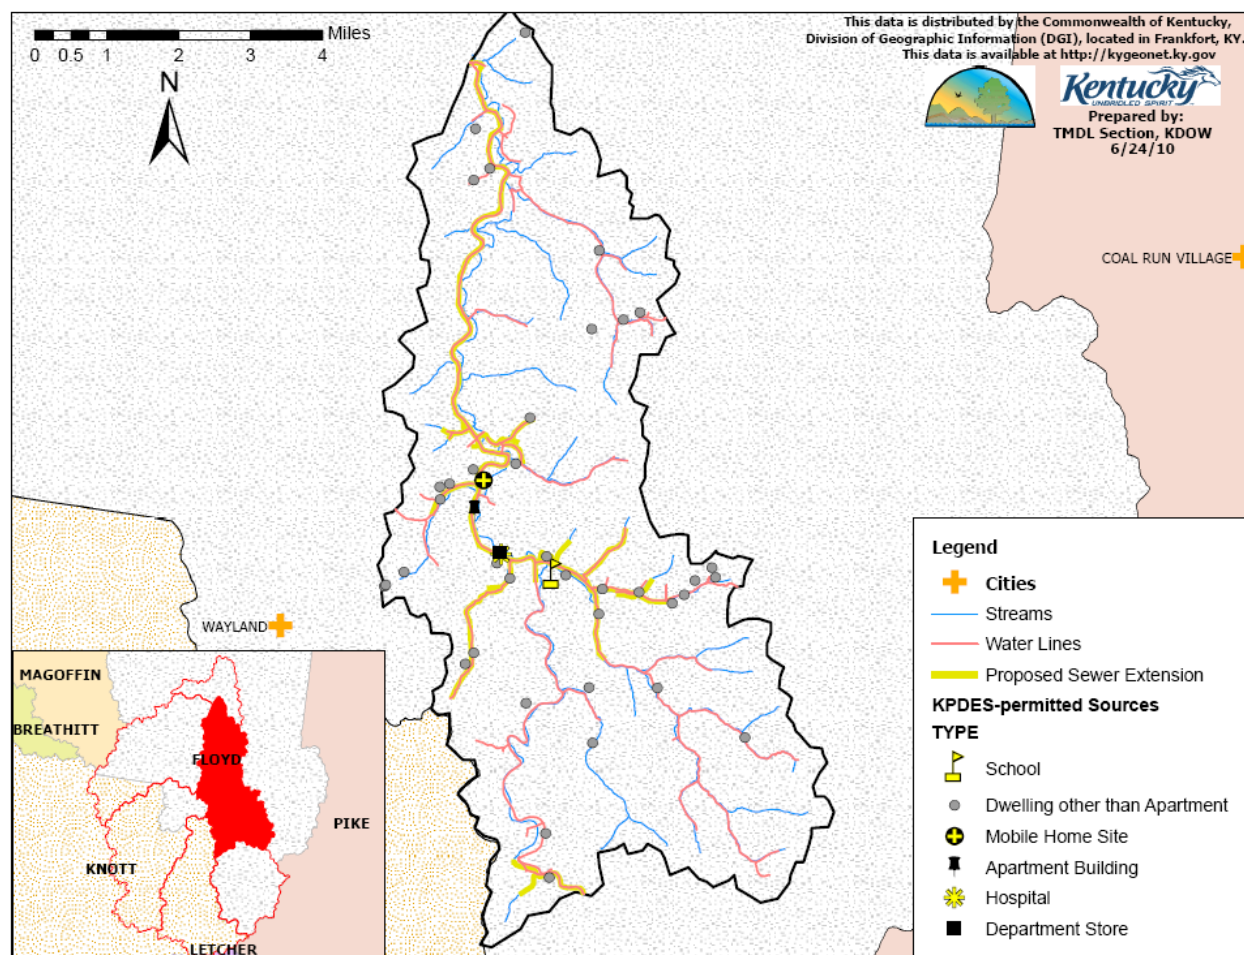 This data is distributed by the Commonwealth of Kentucky,
Division of Geographic Information (DGI), located in Frankfort, KY.
This data is available at http://kygeonet.ky.gov
Miles
0 0.5 1 2 3 4
N
Kentucky
UNBRIDLED SPIRIT
Prepared by:
TMDL Section, KDOW
6/24/10
COAL RUN VILLAGE
WAYLAND
MAGOFFIN
BREATHITT
FLOYD
PIKE
KNOTT
LETCHER
Legend
Cities
Streams
Water Lines
Proposed Sewer Extension
KPDES-permitted Sources
TYPE
School
Dwelling other than Apartment
Mobile Home Site
Apartment Building
Hospital
Department Store